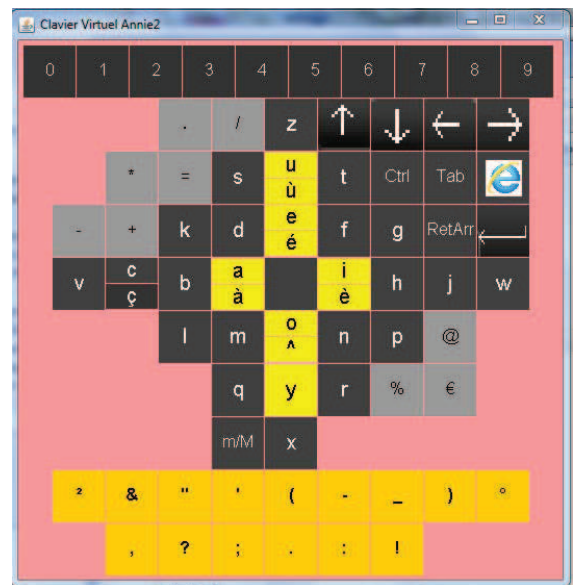 Clavier Virtuel Annie2
0 1 2 3 4 5 6 7 8 9
. / z ↑ ↓ ← →
* = s u t Ctrl Tab
ù
- + k d e f g RetArr
é
v c b a i h j w
ç à è
l m o n p @
^
q y r % €
m/M x
² & " ' ( - _ ) °
, ? ; . : !